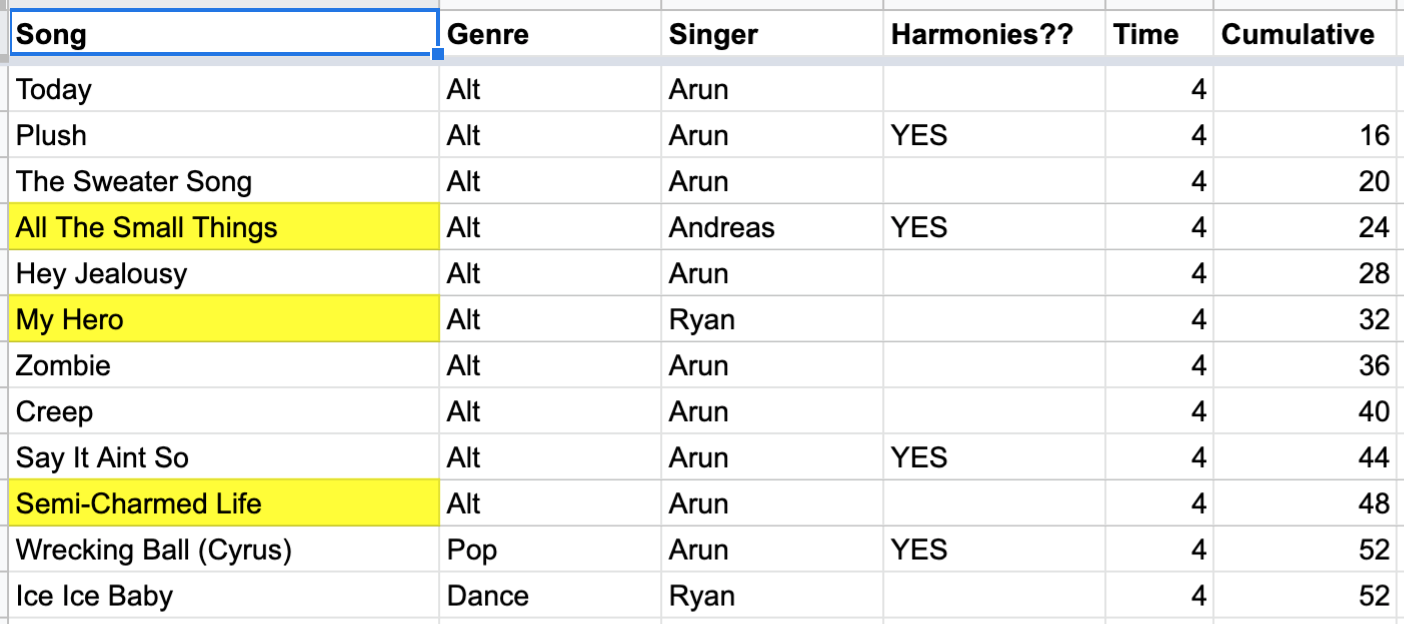 Song Genre Singer Harmonies?? Time Cumulative
Today Alt Arun 4
Plush Alt Arun YES 4 16
The Sweater Song Alt Arun 4 20
All The Small Things Alt Andreas YES 4 24
Hey Jealousy Alt Arun 4 28
My Hero Alt Ryan 4 32
Zombie Alt Arun 4 36
Creep Alt Arun 4 40
Say It Aint So Alt Arun YES 4 44
Semi-Charmed Life Alt Arun 4 48
Wrecking Ball (Cyrus) Pop Arun YES 4 52
Ice Ice Baby Dance Ryan 4 52